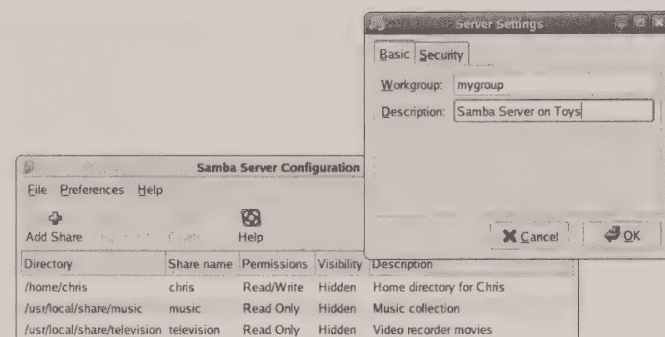 Server Settings
Basic Security
Workgroup: mygroup
Description: Samba Server on Toys
Cancel OK
Samba Server Configuration
File Preferences Help
Add Share Help
Directory Share name Permissions Visibility Description
/home/chris chris Read/Write Hidden Home directory for Chris
/usr/local/share/music music Read Only Hidden Music collection
/usr/local/share/television television Read Only Hidden Video recorder movies